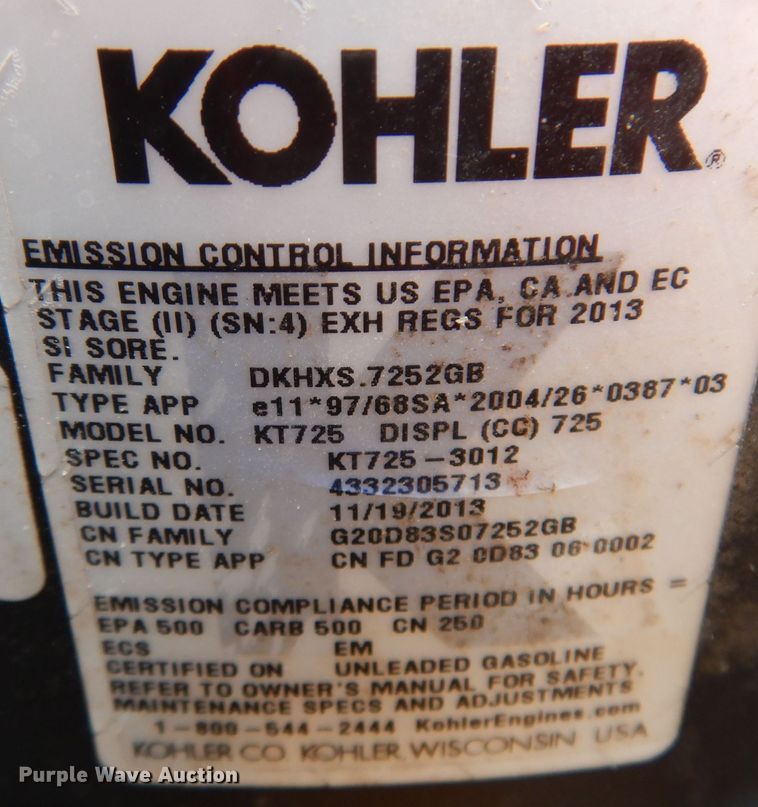 KOHLER®
EMISSION CONTROL INFORMATION
THIS ENGINE MEETS US EPA, CA AND EC
STAGE (II) (SN:4) EXH REGS FOR 2013
SI SORE.
FAMILY DKHXS.7252GB
TYPE APP e11*97/68SA*2004/26*0387*03
MODEL NO. KT725 DISPL (CC) 725
SPEC NO. KT725-3012
SERIAL NO. 4332305713
BUILD DATE 11/19/2013
CN FAMILY G20D83S07252GB
CN TYPE APP CN FD G2 0D83 06 0002
EMISSION COMPLIANCE PERIOD IN HOURS =
EPA 500 CARB 500 CN 250
ECS EM
CERTIFIED ON UNLEADED GASOLINE
REFER TO OWNER'S MANUAL FOR SAFETY,
MAINTENANCE SPECS AND ADJUSTMENTS
1-800-544-2444 KohlerEngines.com
KOHLER CO KOHLER, WISCONSIN USA
Purple Wave Auction